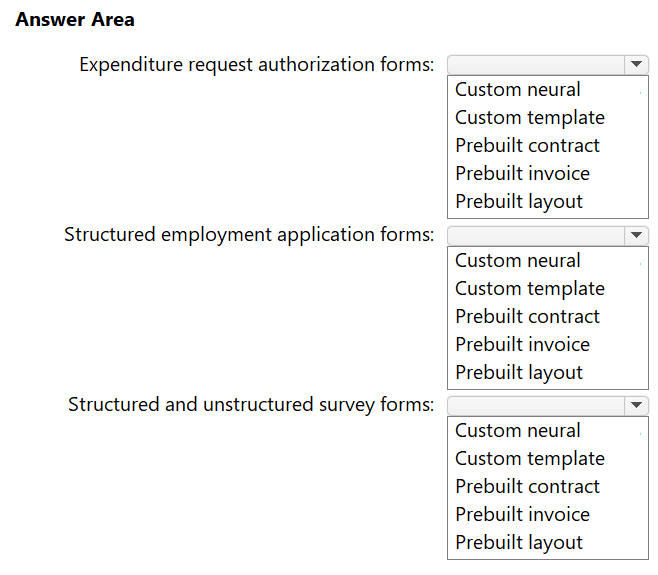 Answer Area
Expenditure request authorization forms:
Custom neural
Custom template
Prebuilt contract
Prebuilt invoice
Prebuilt layout
Structured employment application forms:
Custom neural
Custom template
Prebuilt contract
Prebuilt invoice
Prebuilt layout
Structured and unstructured survey forms:
Custom neural
Custom template
Prebuilt contract
Prebuilt invoice
Prebuilt layout